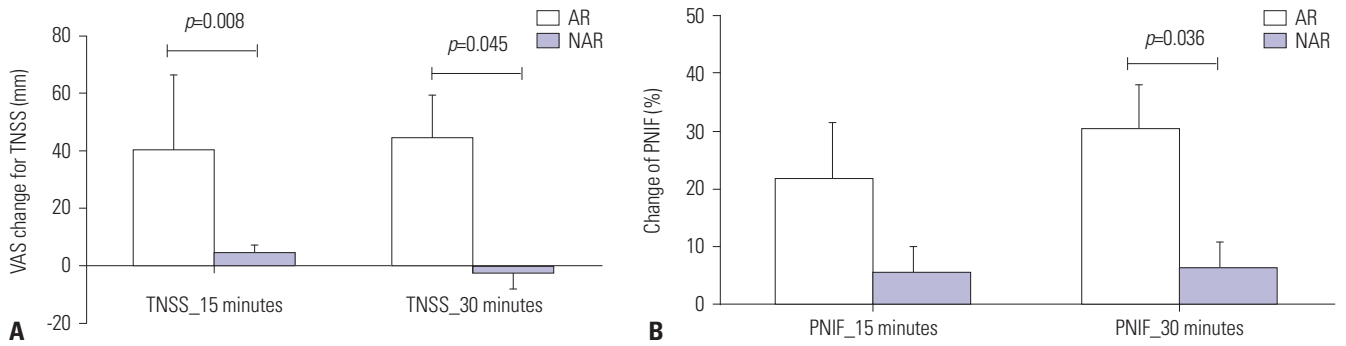 80
60
40
20
0
-20
VAS change for TNSS (mm)
p=0.008
p=0.045
AR
NAR
TNSS_15 minutes
TNSS_30 minutes
A
50
40
30
20
10
0
Change of PNIF (%)
p=0.036
AR
NAR
PNIF_15 minutes
PNIF_30 minutes
B